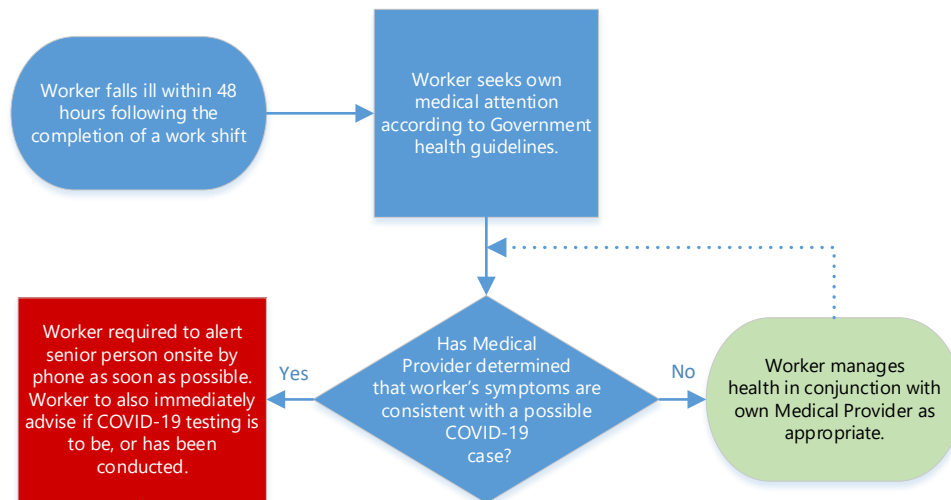 Worker falls ill within 48
hours following the
completion of a work shift
Worker seeks own
medical attention
according to Government
health guidelines.
Worker required to alert
senior person onsite by
phone as soon as possible.
Worker to also immediately
advise if COVID-19 testing is
to be, or has been
conducted.
Yes
Has Medical
Provider determined
that worker's symptoms are
consistent with a possible
COVID-19
case?
No
Worker manages
health in conjunction with
own Medical Provider as
appropriate.